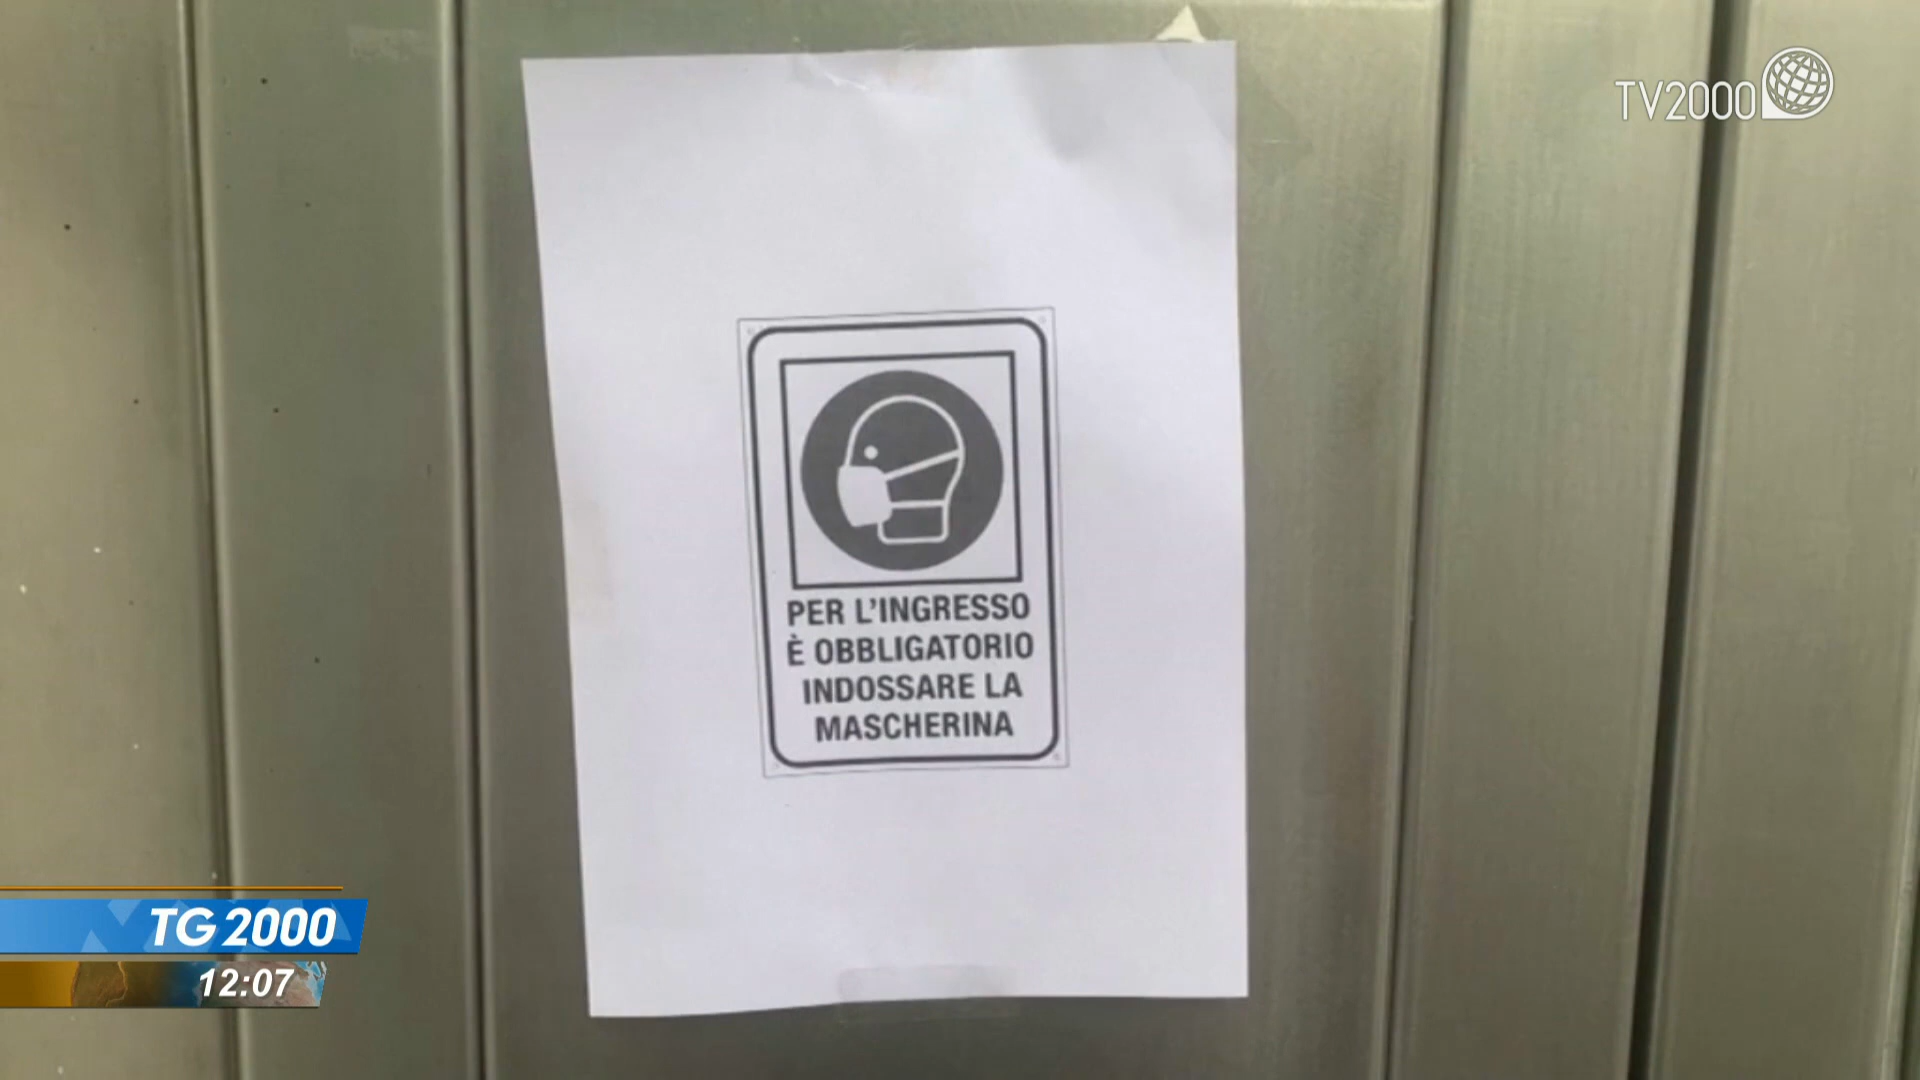 TV2000
PER L'INGRESSO
È OBBLIGATORIO
INDOSSARE LA
MASCHERINA
TG 2000
12:07